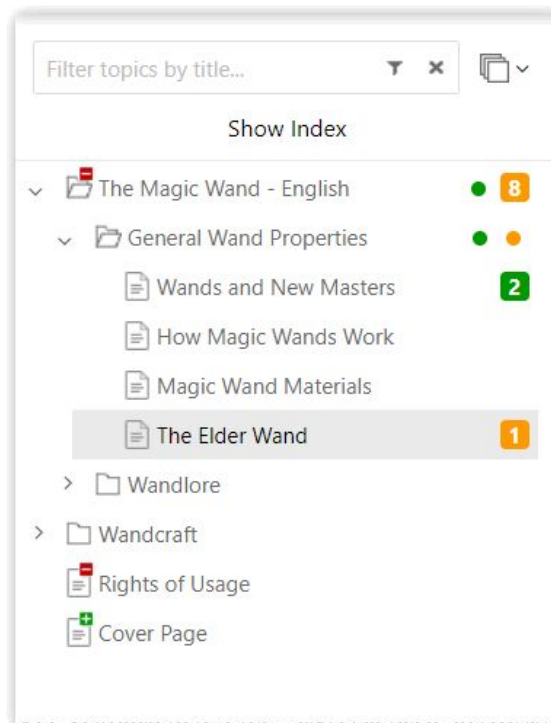 Filter topics by title...
Show Index
The Magic Wand - English 8
General Wand Properties
Wands and New Masters 2
How Magic Wands Work
Magic Wand Materials
The Elder Wand 1
Wandlore
Wandcraft
Rights of Usage
Cover Page